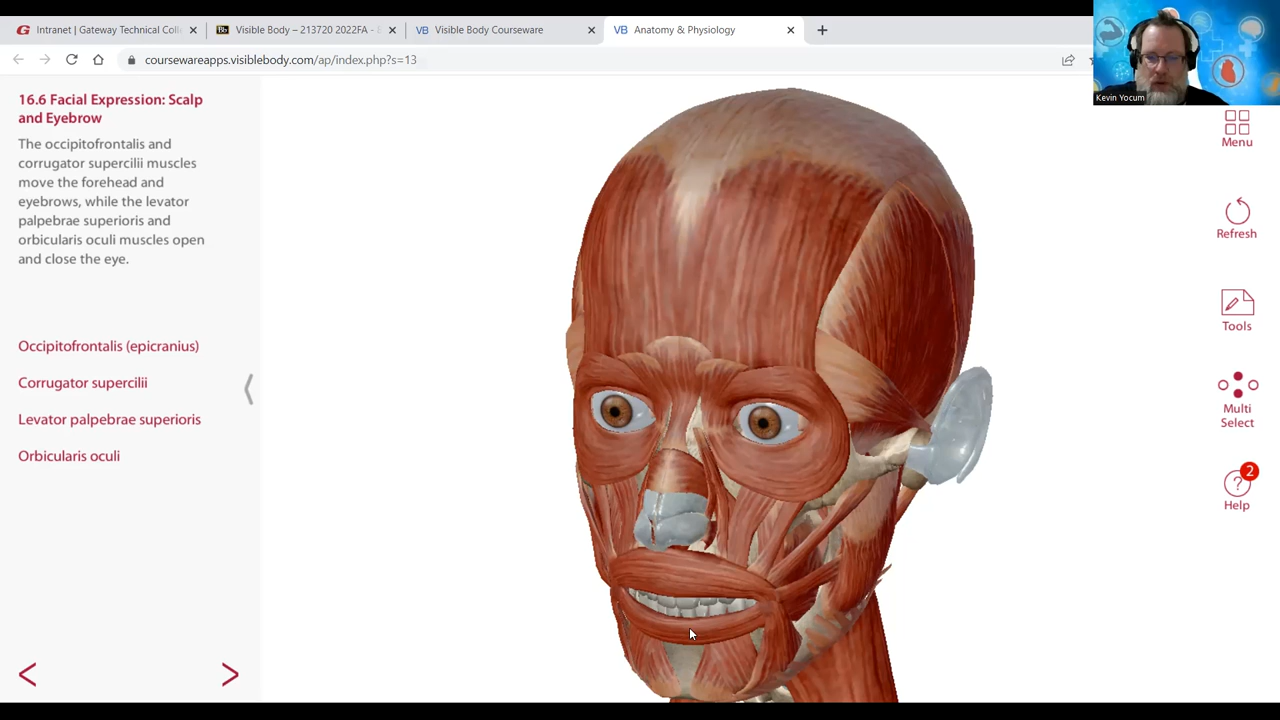 Intranet | Gateway Technical Coll
Visible Body – 213720 2022FA -
Visible Body Courseware
Anatomy & Physiology
coursewareapps.visiblebody.com/ap/index.php?s=13
Kevin Yocum
16.6 Facial Expression: Scalp
and Eyebrow
The occipitofrontalis and
corrugator supercilii muscles
move the forehead and
eyebrows, while the levator
palpebrae superioris and
orbicularis oculi muscles open
and close the eye.
Occipitofrontalis (epicranius)
Corrugator supercilii
Levator palpebrae superioris
Orbicularis oculi
Menu
Refresh
Tools
Multi
Select
2
Help